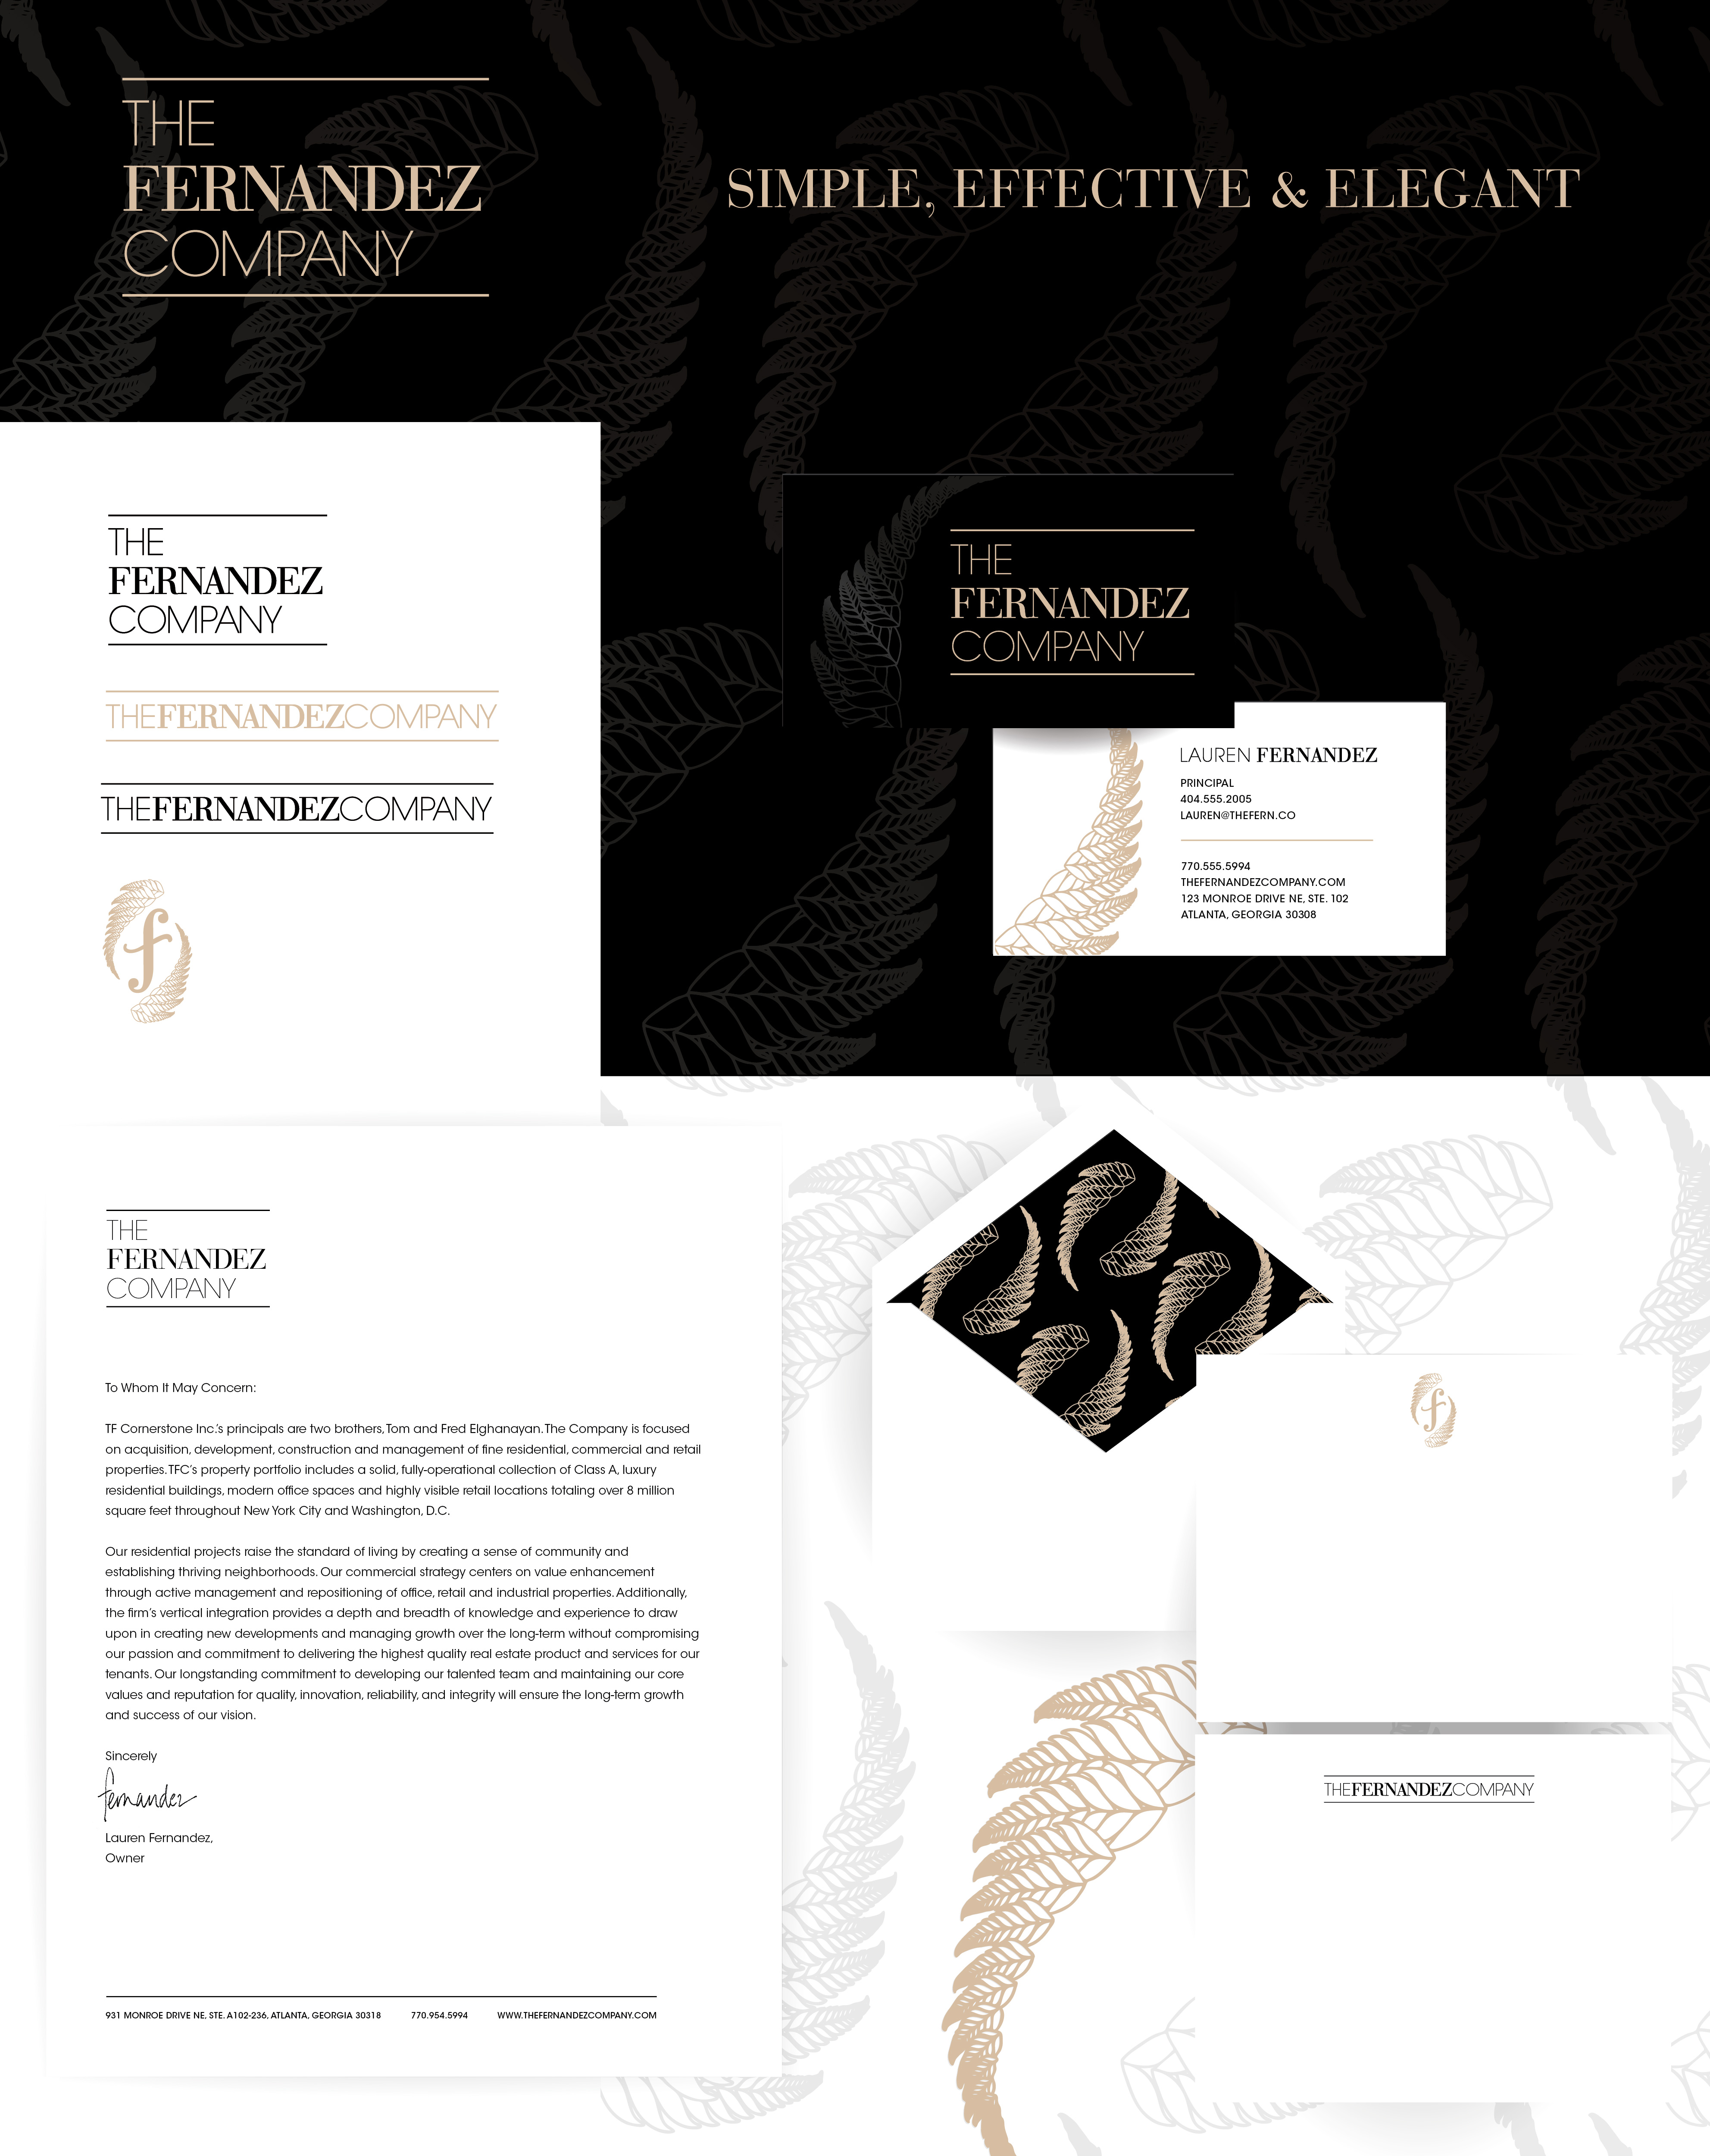 THE
FERNANDEZ
COMPANY
SIMPLE, EFFECTIVE & ELEGANT
THE
FERNANDEZ
COMPANY
THEFERNANDEZCOMPANY
THEFERNANDEZCOMPANY
f
THE
FERNANDEZ
COMPANY
LAUREN FERNANDEZ
PRINCIPAL
404.555.2005
LAUREN@THEFERN.CO
770.555.5994
THEFERNANDEZCOMPANY.COM
123 MONROE DRIVE NE, STE. 102
ATLANTA, GEORGIA 30308
THE
FERNANDEZ
COMPANY
To Whom It May Concern:
TF Cornerstone Inc.'s principals are two brothers, Tom and Fred Elghanayan. The Company is focused
on acquisition, development, construction and management of fine residential, commercial and retail
properties. TFC's property portfolio includes a solid, fully-operational collection of Class A, luxury
residential buildings, modern office spaces and highly visible retail locations totaling over 8 million
square feet throughout New York City and Washington, D.C.
Our residential projects raise the standard of living by creating a sense of community and
establishing thriving neighborhoods. Our commercial strategy centers on value enhancement
through active management and repositioning of office, retail and industrial properties. Additionally,
the firm's vertical integration provides a depth and breadth of knowledge and experience to draw
upon in creating new developments and managing growth over the long-term without compromising
our passion and commitment to delivering the highest quality real estate product and services for our
tenants. Our longstanding commitment to developing our talented team and maintaining our core
values and reputation for quality, innovation, reliability, and integrity will ensure the long-term growth
and success of our vision.
Sincerely
fernandez
Lauren Fernandez,
Owner
931 MONROE DRIVE NE, STE. A102-236, ATLANTA, GEORGIA 30318 770.954.5994 WWW.THEFERNANDEZCOMPANY.COM
f
THEFERNANDEZCOMPANY